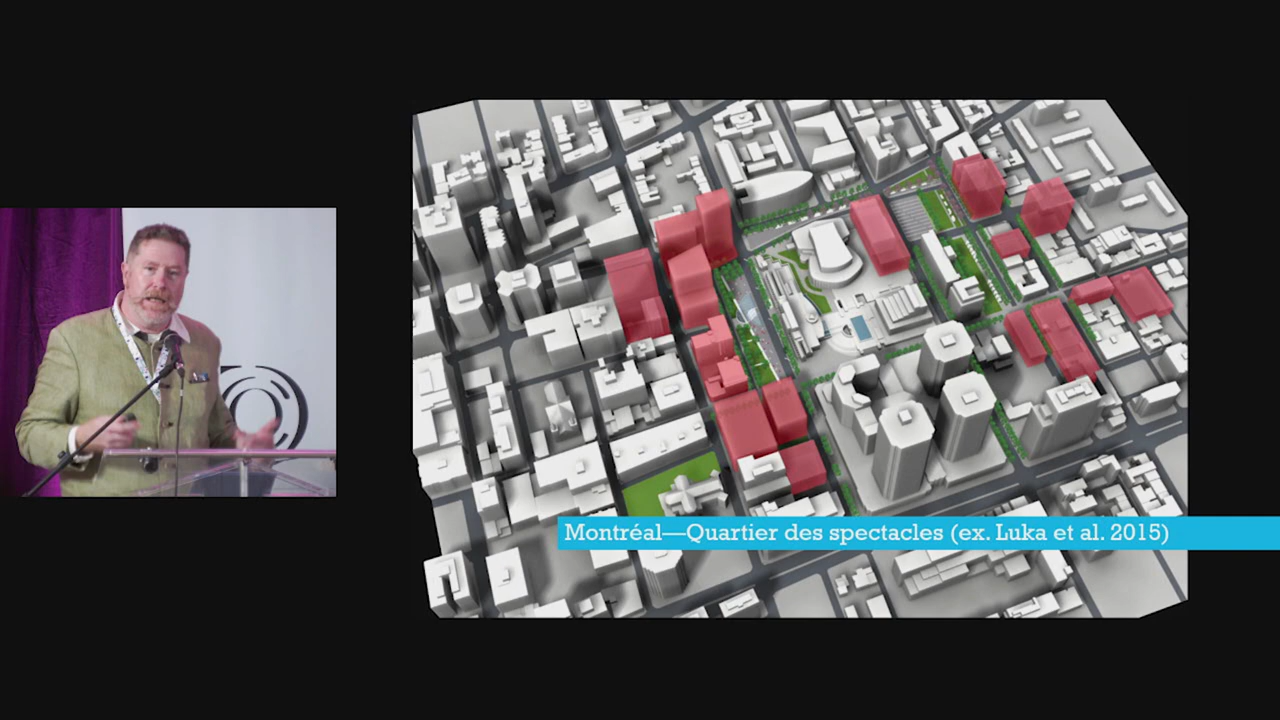 Montréal—Quartier des spectacles (ex. Luka et al. 2015)